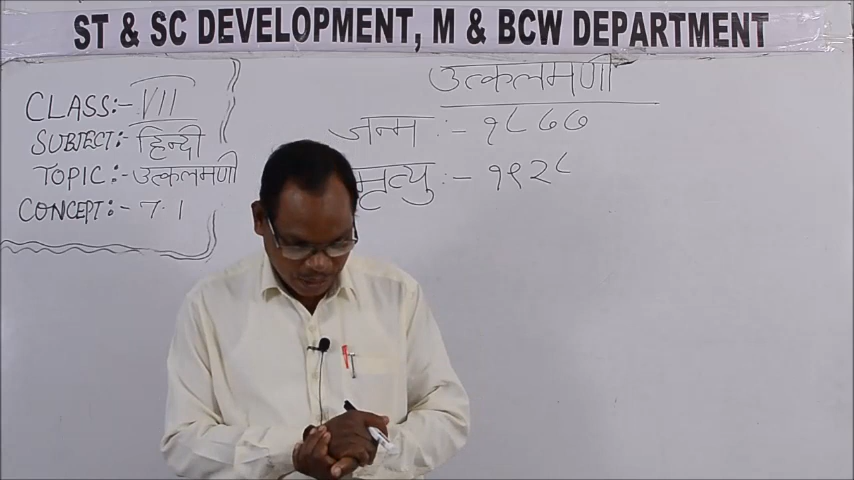 ST & SC DEVELOPMENT, M & BCW DEPARTMENT
CLASS:- VII
SUBJECT:- हिन्दी
TOPIC:- उत्कलमणी
CONCEPT:- 7.1
उत्कलमणी
जन्म :- १८७७
मृत्यु :- १९२८